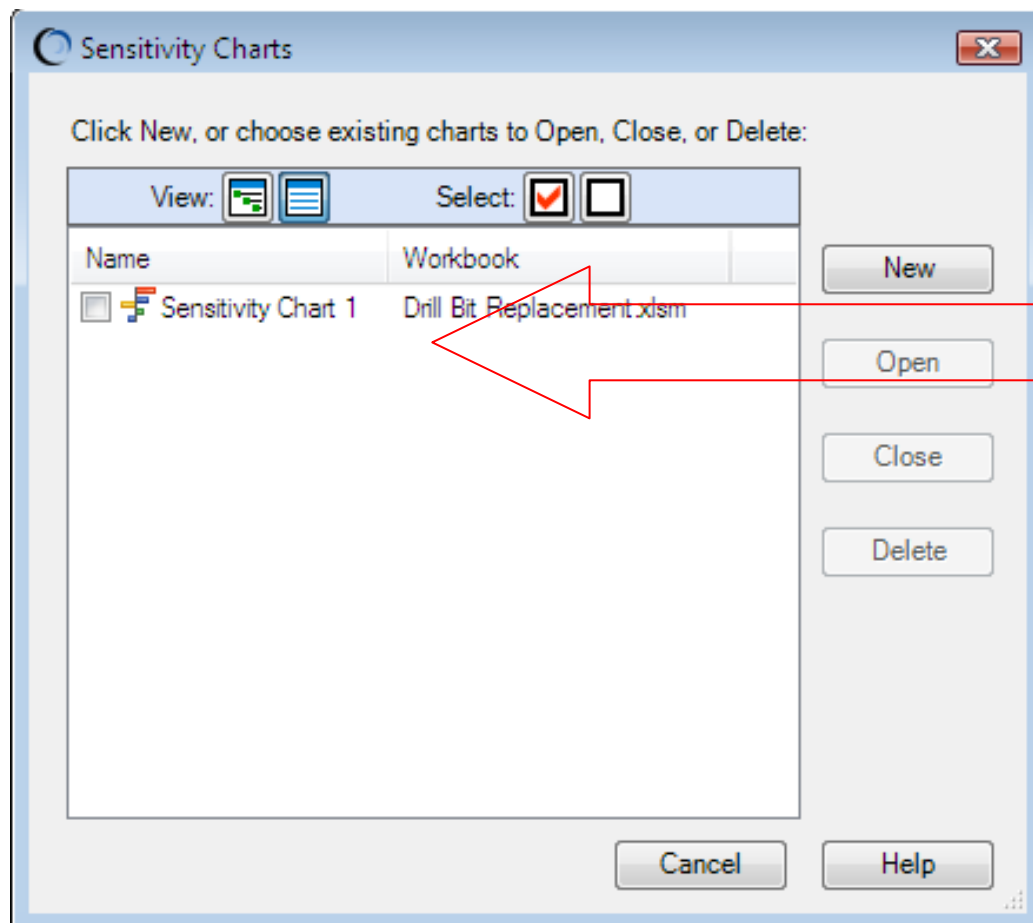 Sensitivity Charts
Click New, or choose existing charts to Open, Close, or Delete:
View: Select:
Name Workbook
Sensitivity Chart 1 Drill Bit Replacement.xlsm
New
Open
Close
Delete
Cancel Help